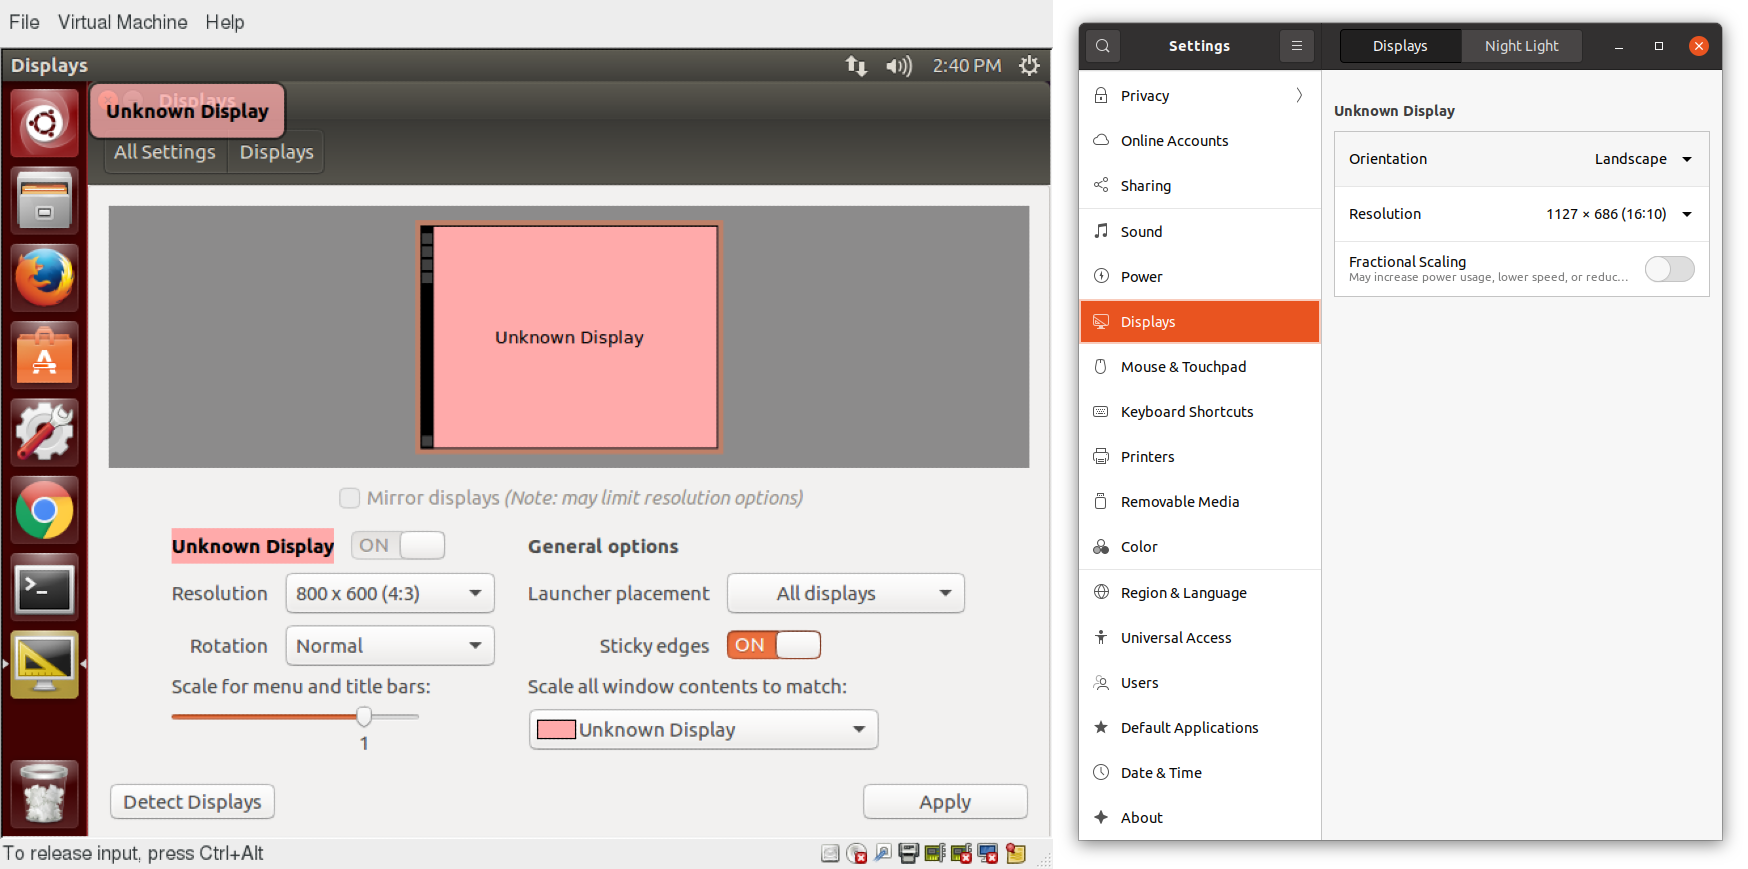 File Virtual Machine Help
Displays
2:40 PM
Displays
Unknown Display
All Settings Displays
Unknown Display
Mirror displays (Note: may limit resolution options)
Unknown Display ON
General options
Resolution 800 x 600 (4:3)
Launcher placement All displays
Rotation Normal
Sticky edges ON
Scale for menu and title bars:
1
Scale all window contents to match:
Unknown Display
Detect Displays
Apply
To release input, press Ctrl+Alt
Settings
Displays Night Light
Privacy
Online Accounts
Sharing
Sound
Power
Displays
Mouse & Touchpad
Keyboard Shortcuts
Printers
Removable Media
Color
Region & Language
Universal Access
Users
Default Applications
Date & Time
About
Unknown Display
Orientation Landscape
Resolution 1127 × 686 (16:10)
Fractional Scaling
May increase power usage, lower speed, or reduc...